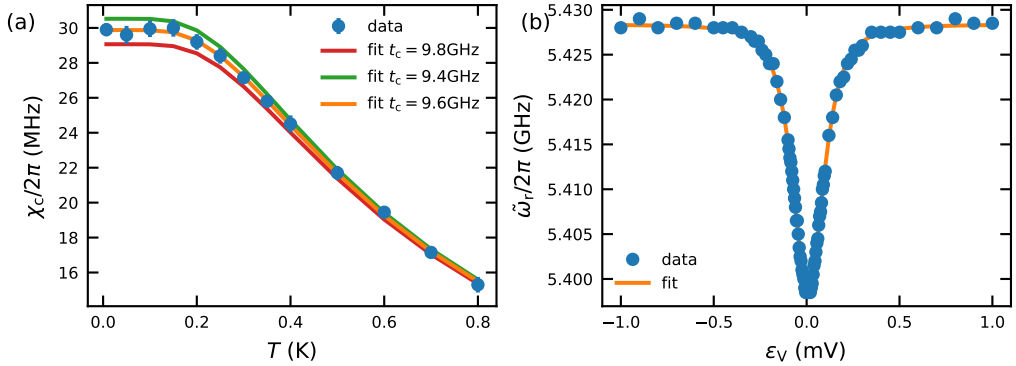 (a)
χc/2π (MHz)
30
28
26
24
22
20
18
16
0.0 0.2 0.4 0.6 0.8
T (K)
data
fit tc = 9.8GHz
fit tc = 9.4GHz
fit tc = 9.6GHz
(b)
ω̃r/2π (GHz)
5.430
5.425
5.420
5.415
5.410
5.405
5.400
−1.0 −0.5 0.0 0.5 1.0
εV (mV)
data
fit